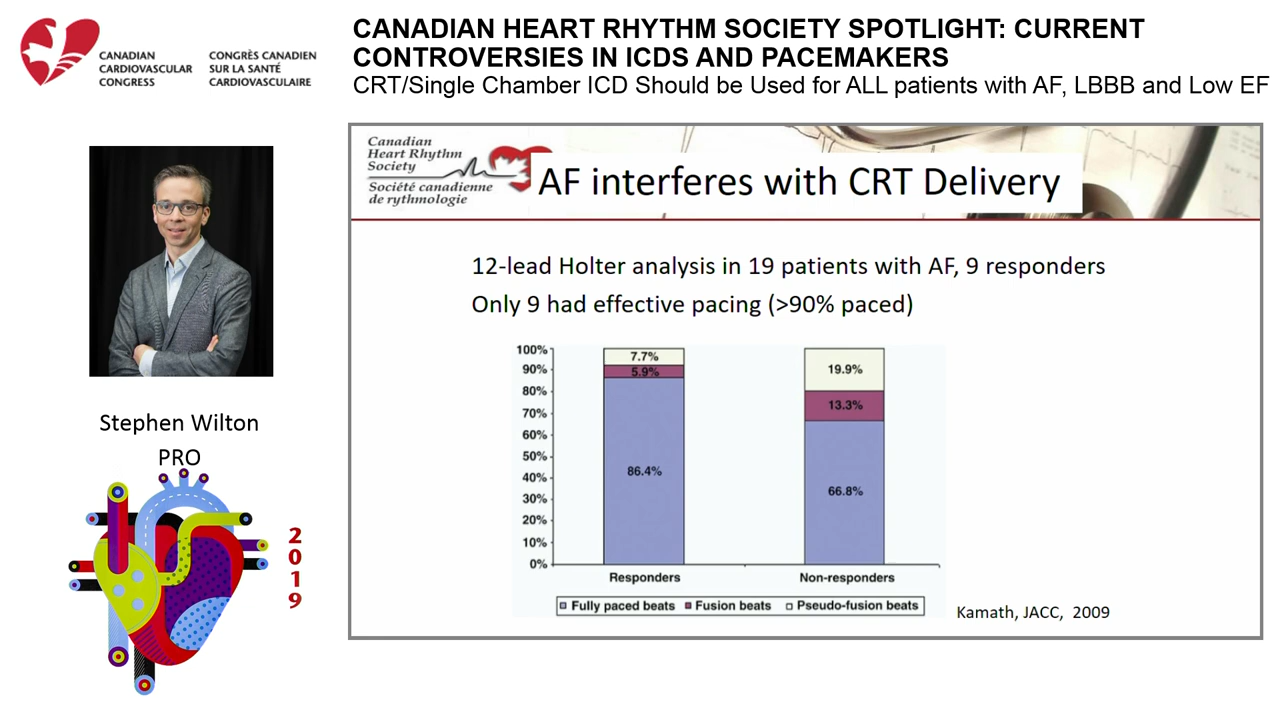 CANADIAN HEART RHYTHM SOCIETY SPOTLIGHT: CURRENT
CONTROVERSIES IN ICDS AND PACEMAKERS
CRT/Single Chamber ICD Should be Used for ALL patients with AF, LBBB and Low EF
CANADIAN
CARDIOVASCULAR
CONGRESS
CONGRÈS CANADIEN
SUR LA SANTÉ
CARDIOVASCULAIRE
Stephen Wilton
PRO
2019
Canadian
Heart Rhythm
Society
Société canadienne
de rythmologie
AF interferes with CRT Delivery
12-lead Holter analysis in 19 patients with AF, 9 responders
Only 9 had effective pacing (>90% paced)
100%
90%
80%
70%
60%
50%
40%
30%
20%
10%
0%
7.7%
5.9%
86.4%
19.9%
13.3%
66.8%
Responders
Non-responders
Fully paced beats
Fusion beats
Pseudo-fusion beats
Kamath, JACC, 2009